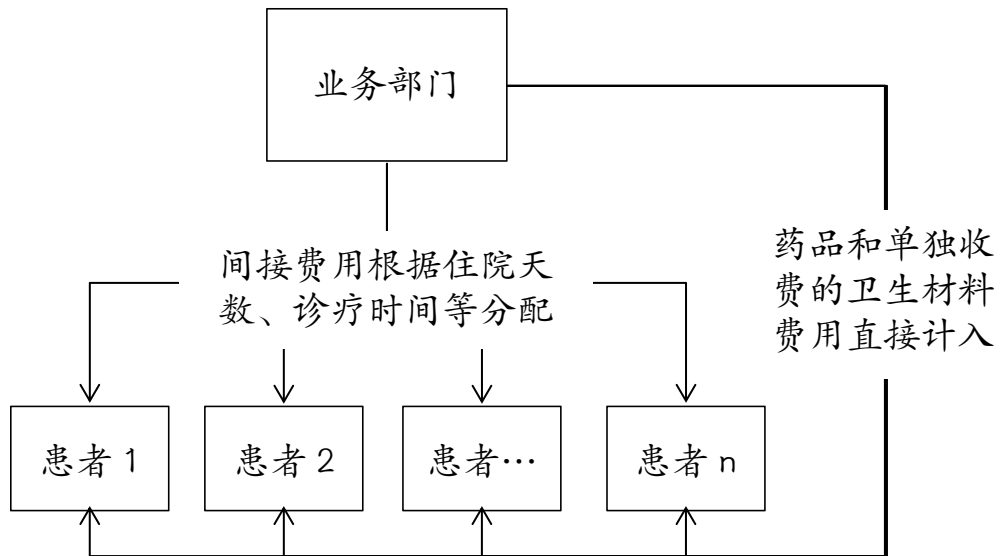 业务部门
间接费用根据住院天
数、诊疗时间等分配
药品和单独收
费的卫生材料
费用直接计入
患者 1
患者 2
患者…
患者 n